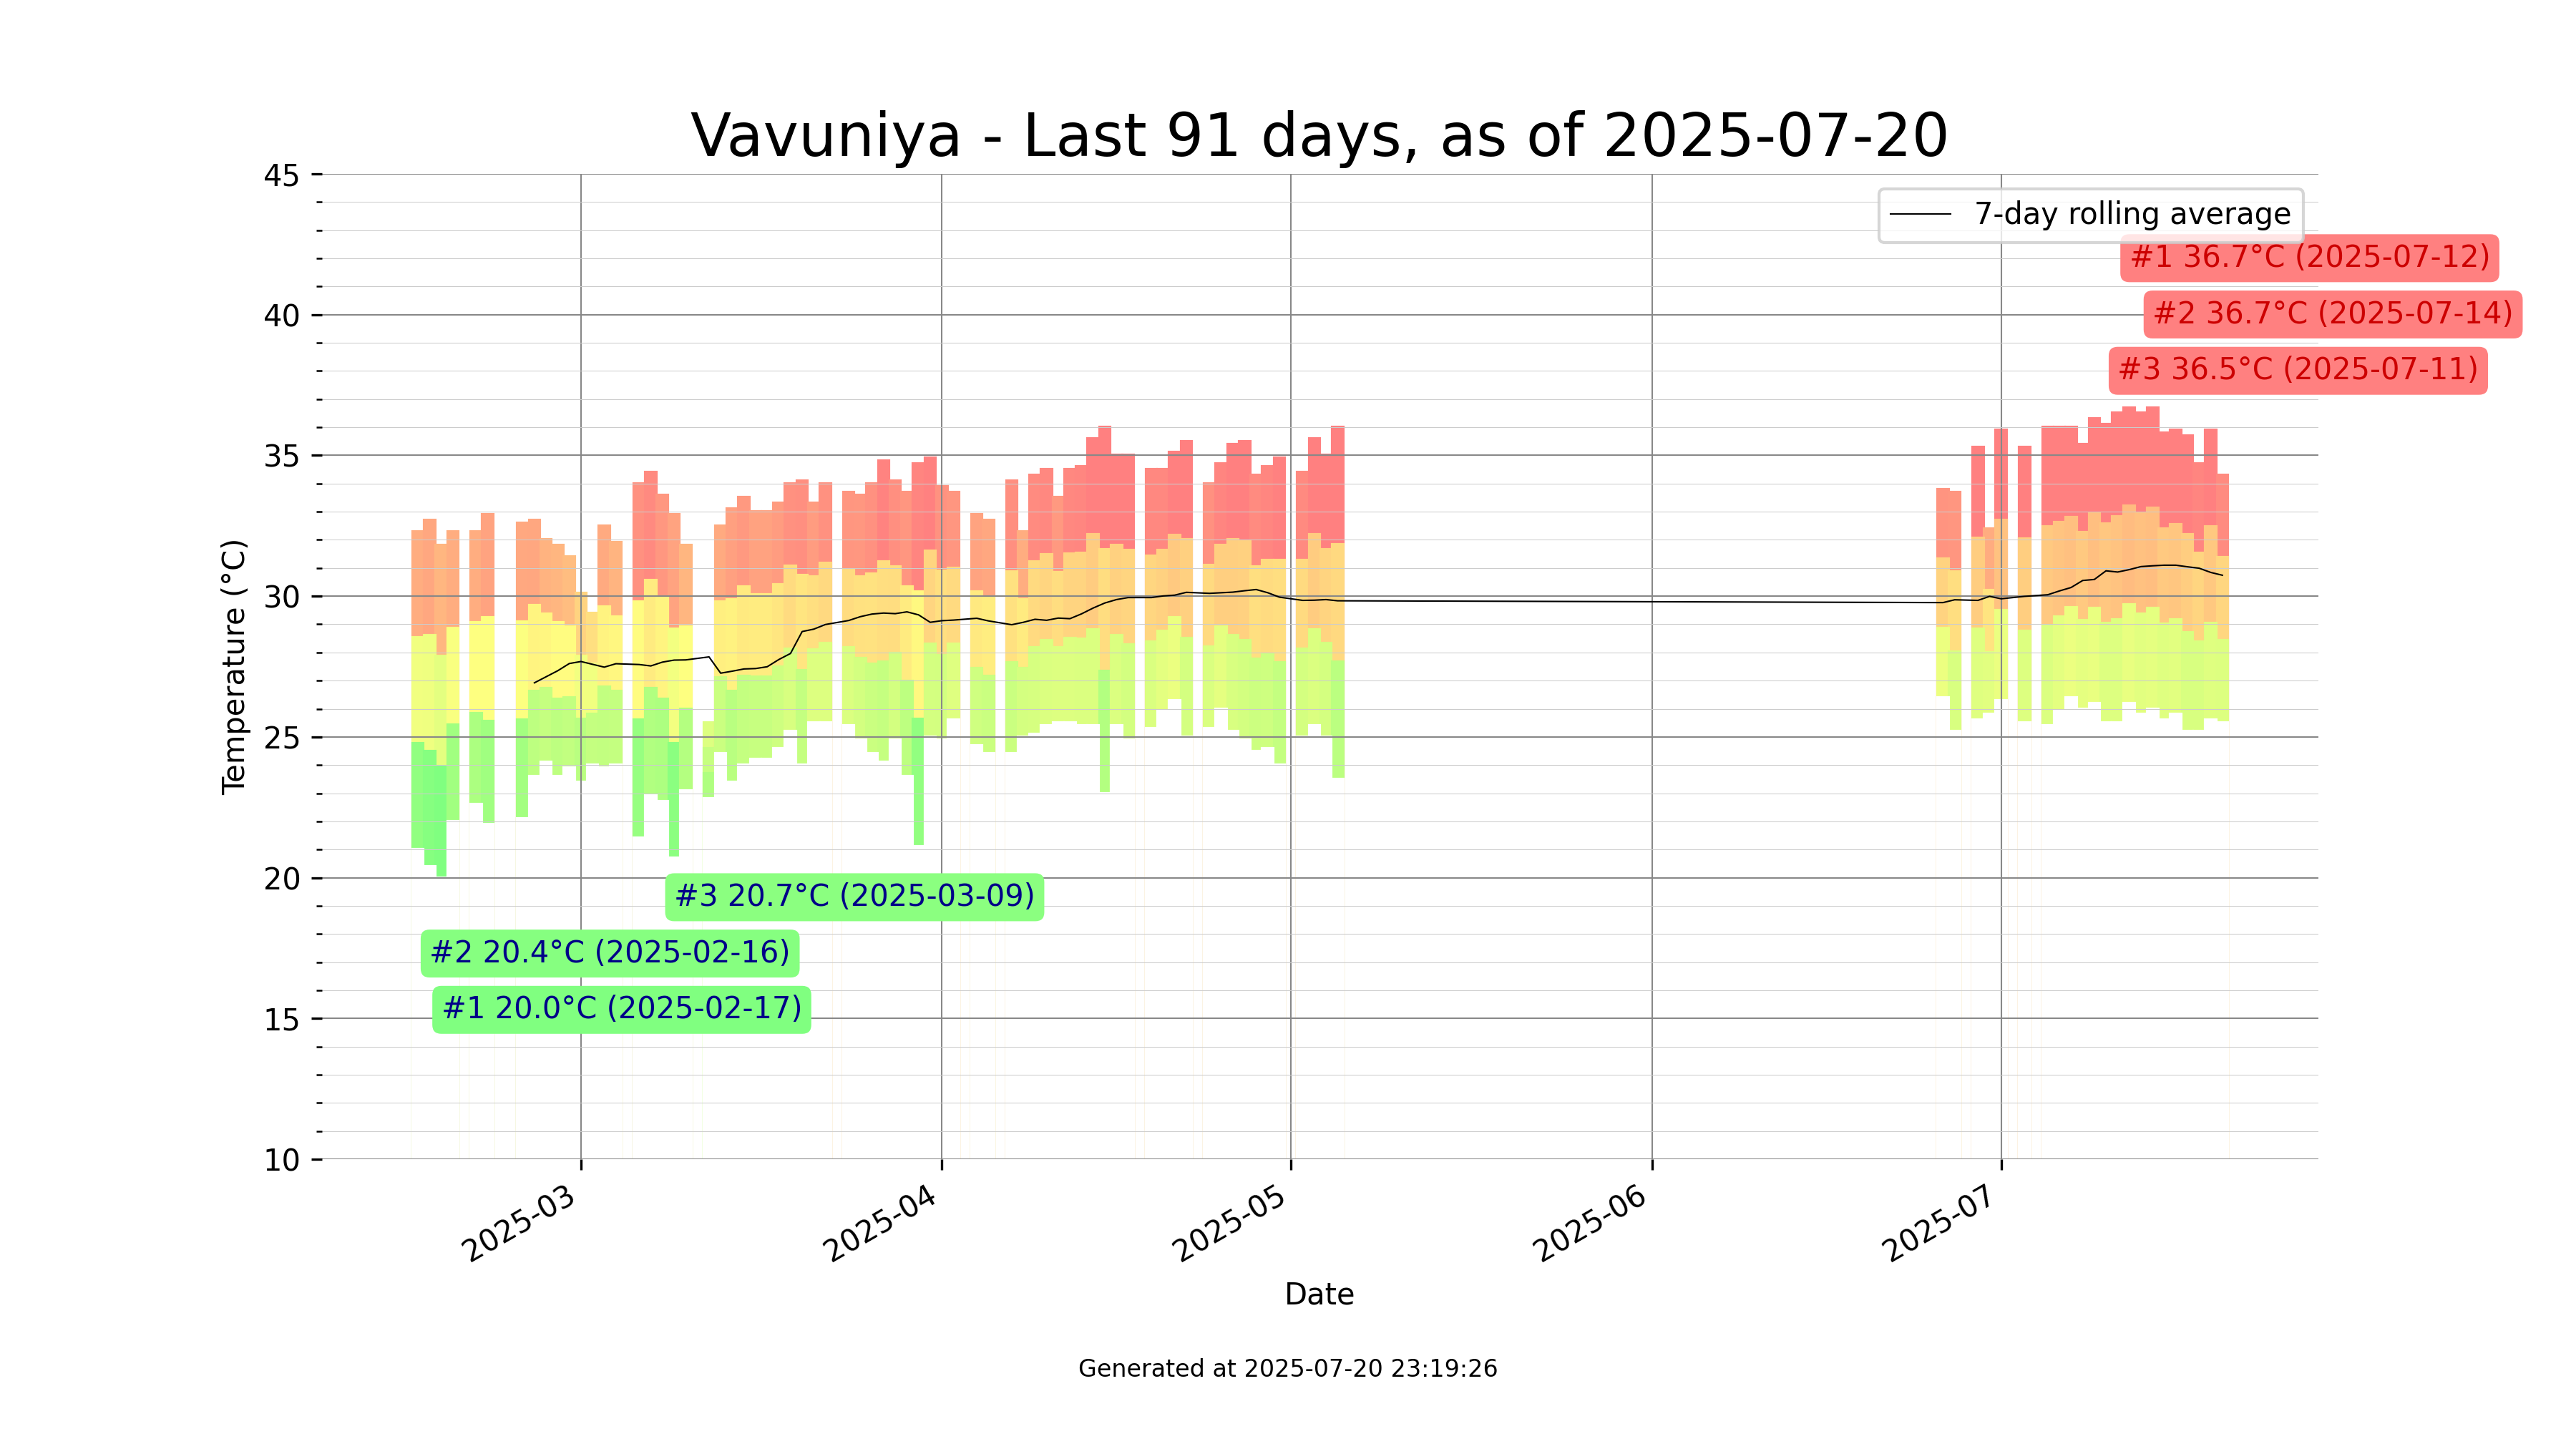 Vavuniya - Last 91 days, as of 2025-07-20
7-day rolling average
#1 36.7°C (2025-07-12)
#2 36.7°C (2025-07-14)
#3 36.5°C (2025-07-11)
45
40
35
30
25
20
15
10
Temperature (°C)
#3 20.7°C (2025-03-09)
#2 20.4°C (2025-02-16)
#1 20.0°C (2025-02-17)
2025-03
2025-04
2025-05
2025-06
2025-07
Date
Generated at 2025-07-20 23:19:26